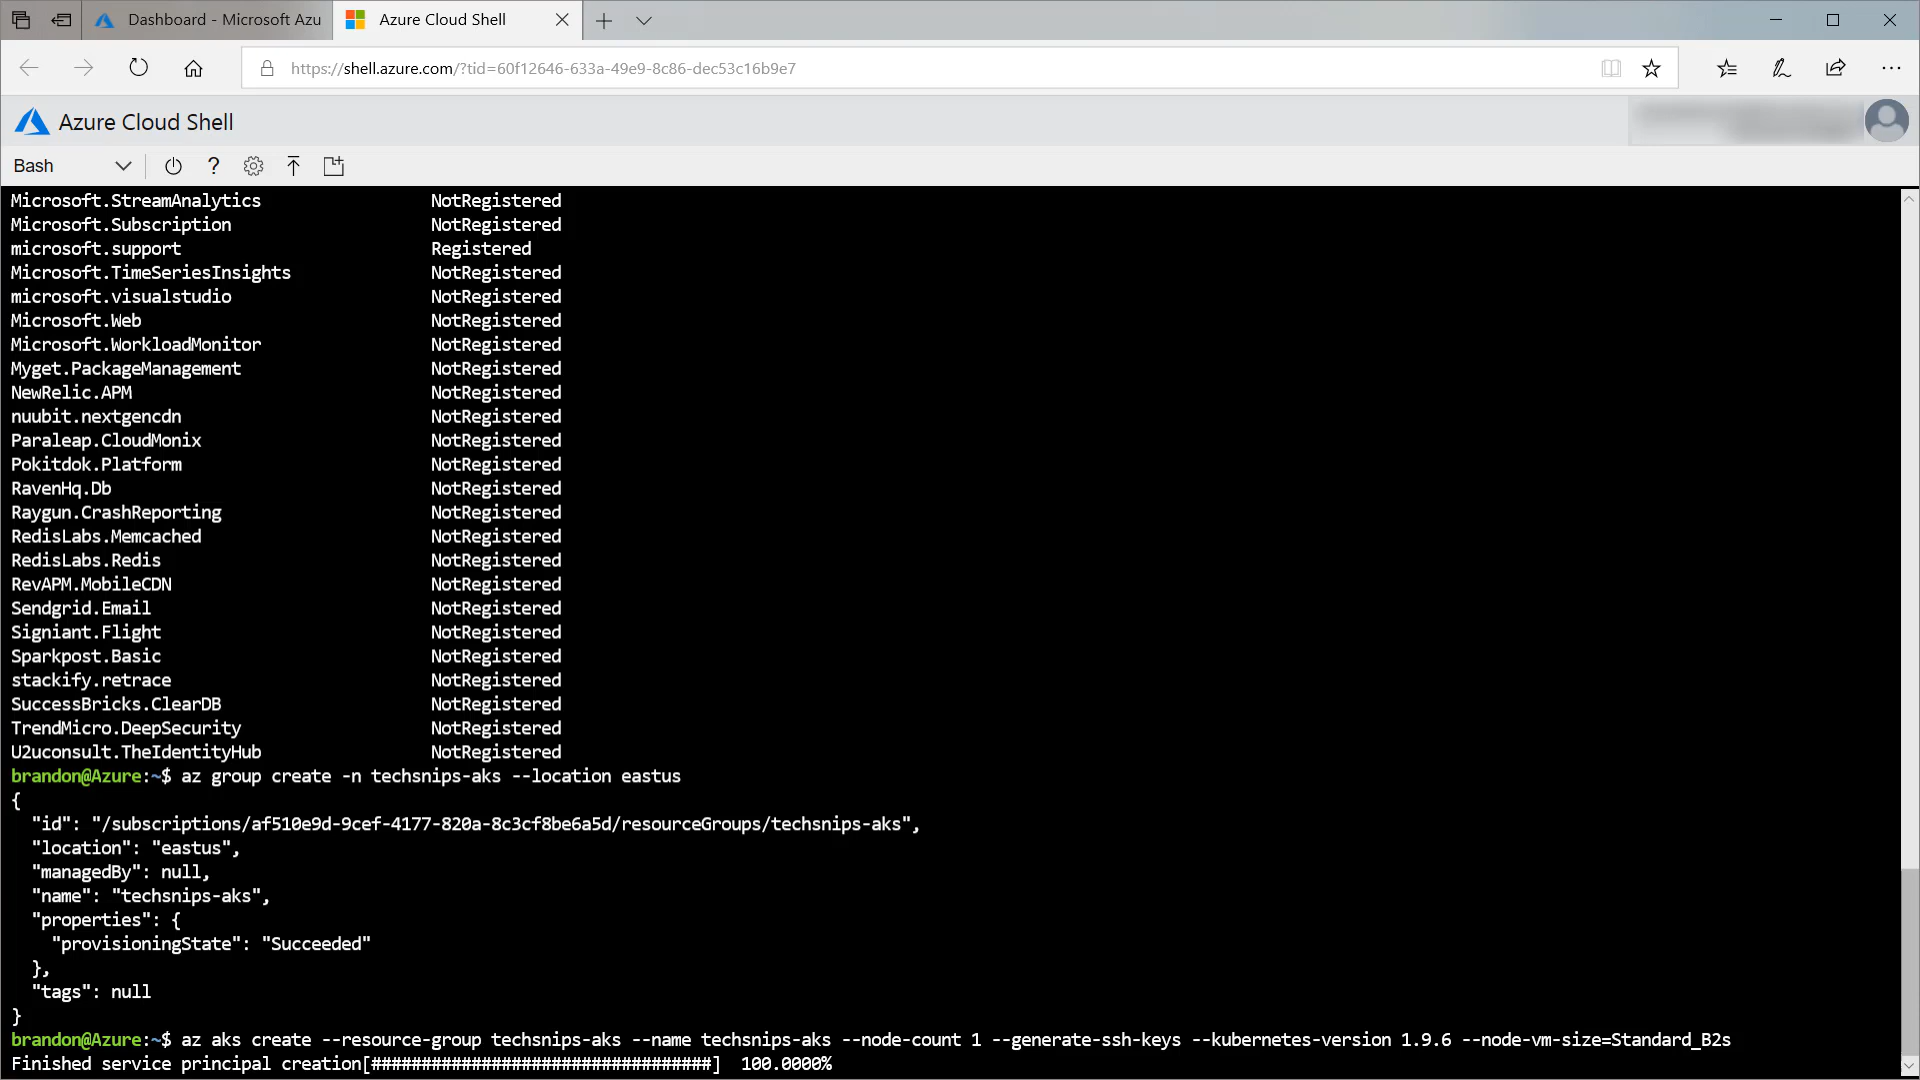 Dashboard - Microsoft Azu
Azure Cloud Shell
https://shell.azure.com/?tid=60f12646-633a-49e9-8c86-dec53c16b9e7
Azure Cloud Shell
Bash
?
Microsoft.StreamAnalytics NotRegistered
Microsoft.Subscription NotRegistered
microsoft.support Registered
Microsoft.TimeSeriesInsights NotRegistered
microsoft.visualstudio NotRegistered
Microsoft.Web NotRegistered
Microsoft.WorkloadMonitor NotRegistered
Myget.PackageManagement NotRegistered
NewRelic.APM NotRegistered
nuubit.nextgencdn NotRegistered
Paraleap.CloudMonix NotRegistered
Pokitdok.Platform NotRegistered
RavenHq.Db NotRegistered
Raygun.CrashReporting NotRegistered
RedisLabs.Memcached NotRegistered
RedisLabs.Redis NotRegistered
RevAPM.MobileCDN NotRegistered
Sendgrid.Email NotRegistered
Signiant.Flight NotRegistered
Sparkpost.Basic NotRegistered
stackify.retrace NotRegistered
SuccessBricks.ClearDB NotRegistered
TrendMicro.DeepSecurity NotRegistered
U2uconsult.TheIdentityHub NotRegistered
brandon@Azure:~$ az group create -n techsnips-aks --location eastus
{
"id": "/subscriptions/af510e9d-9cef-4177-820a-8c3cf8be6a5d/resourceGroups/techsnips-aks",
"location": "eastus",
"managedBy": null,
"name": "techsnips-aks",
"properties": {
"provisioningState": "Succeeded"
},
"tags": null
}
brandon@Azure:~$ az aks create --resource-group techsnips-aks --name techsnips-aks --node-count 1 --generate-ssh-keys --kubernetes-version 1.9.6 --node-vm-size=Standard_B2s
Finished service principal creation[##################################] 100.0000%